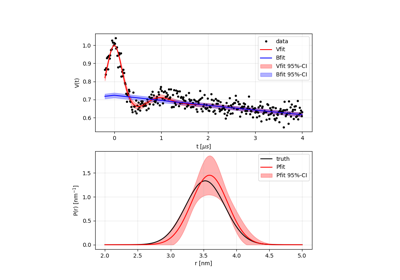 1.0
0.9
0.8
0.7
0.6
V(t)
data
Vfit
Bfit
Vfit 95%-CI
Bfit 95%-CI
0 1 2 3 4
t [μs]
1.5
1.0
0.5
0.0
P(r) [nm⁻¹]
truth
Pfit
Pfit 95%-CI
2.0 2.5 3.0 3.5 4.0 4.5 5.0
r [nm]